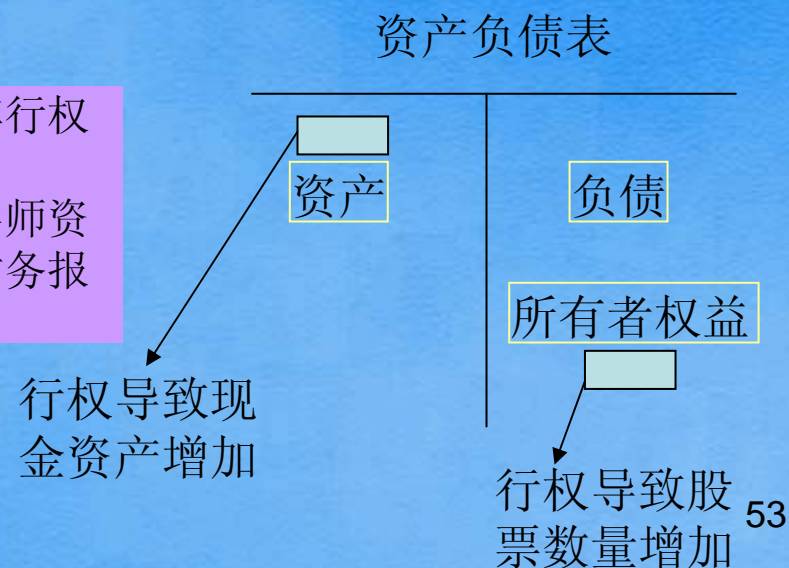 资产负债表
行权
师资
务报
资产
负债
所有者权益
行权导致现
金资产增加
行权导致股
票数量增加
53